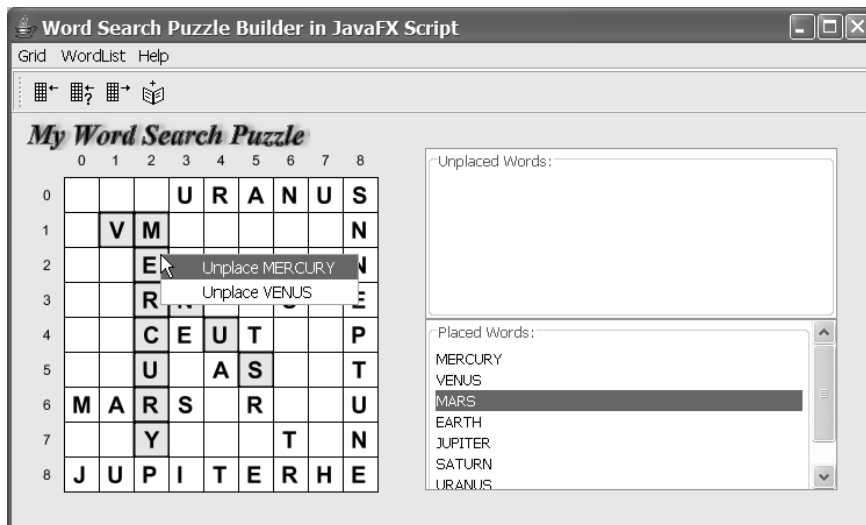 Word Search Puzzle Builder in JavaFX Script
Grid WordList Help
My Word Search Puzzle
0 1 2 3 4 5 6 7 8
0 U R A N U S
1 V M N
2 E N
Unplace MERCURY
Unplace VENUS
3 R N E
4 C E U T P
5 U A S T
6 M A R S R U
7 Y T N
8 J U P I T E R H E
Unplaced Words:
Placed Words:
MERCURY
VENUS
MARS
EARTH
JUPITER
SATURN
URANUS